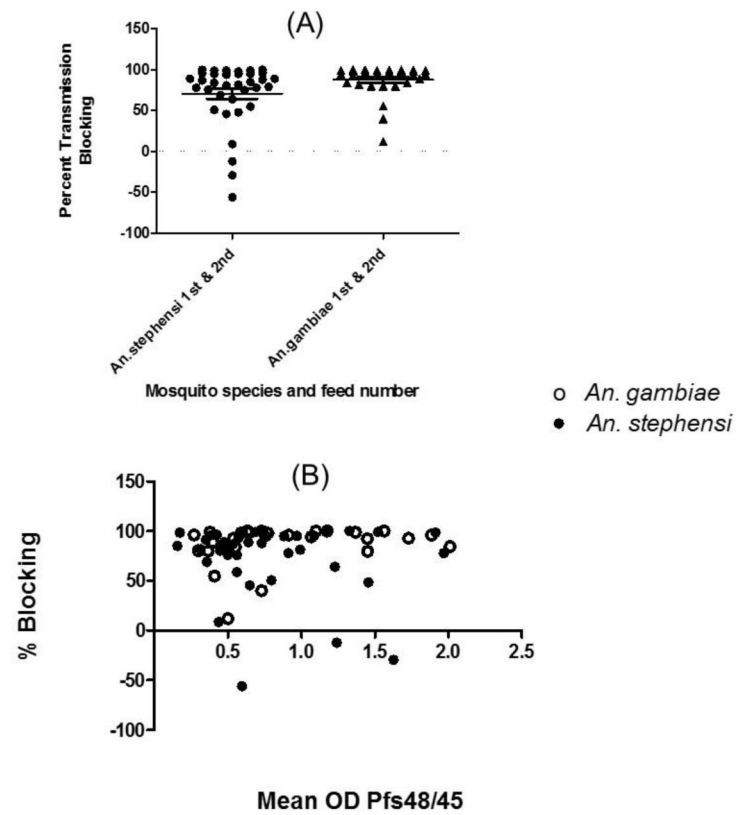 (A)
150
100
50
0
-50
-100
Percent Transmission
Blocking
An.stephensi 1st & 2nd
An.gambiae 1st & 2nd
Mosquito species and feed number
An. gambiae
An. stephensi
(B)
150
100
50
0
-50
-100
0.5 1.0 1.5 2.0 2.5
% Blocking
Mean OD Pfs48/45